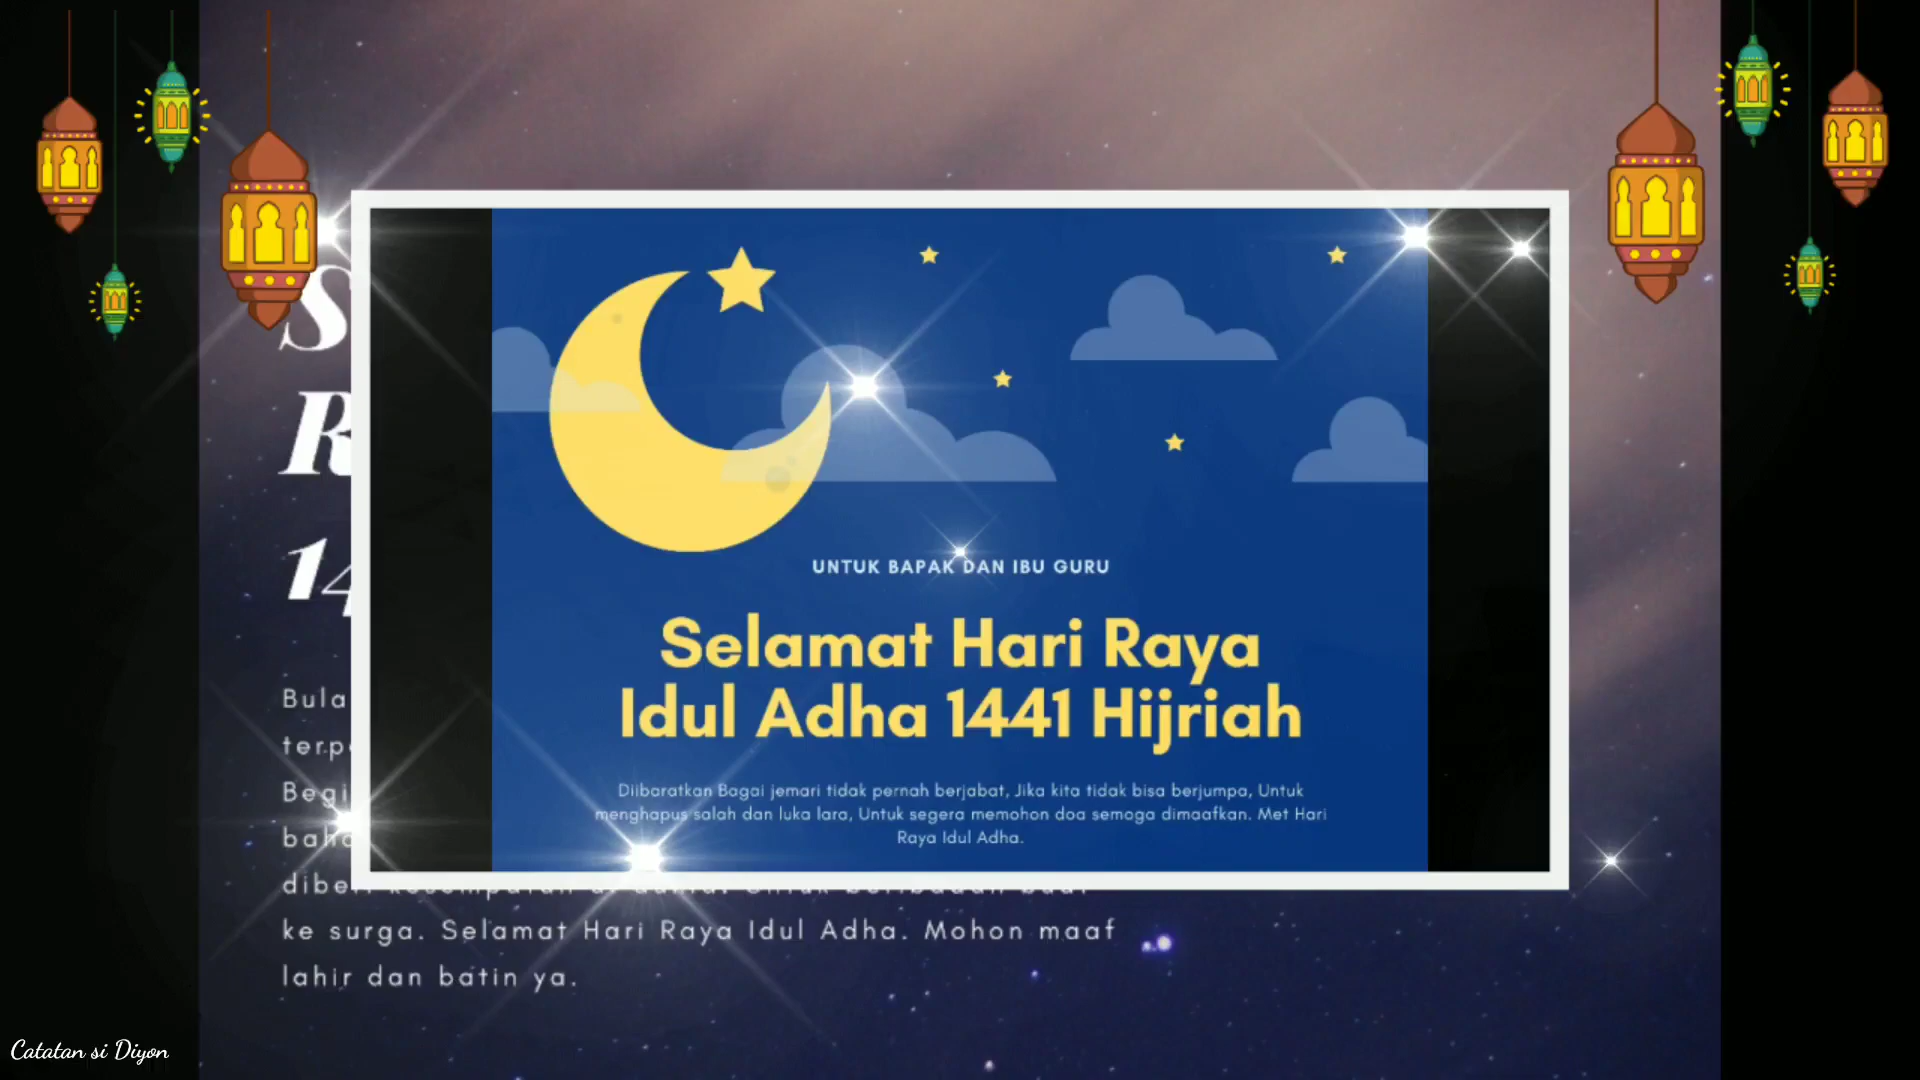 UNTUK BAPAK DAN IBU GURU
Selamat Hari Raya
Idul Adha 1441 Hijriah
Diibaratkan Bagai jemari tidak pernah berjabat, Jika kita tidak bisa berjumpa, Untuk
menghapus salah dan luka lara, Untuk segera memohon doa semoga dimaafkan. Met Hari
Raya Idul Adha.
ke surga. Selamat Hari Raya Idul Adha. Mohon maaf
lahir dan batin ya.
Catatan si Diyon